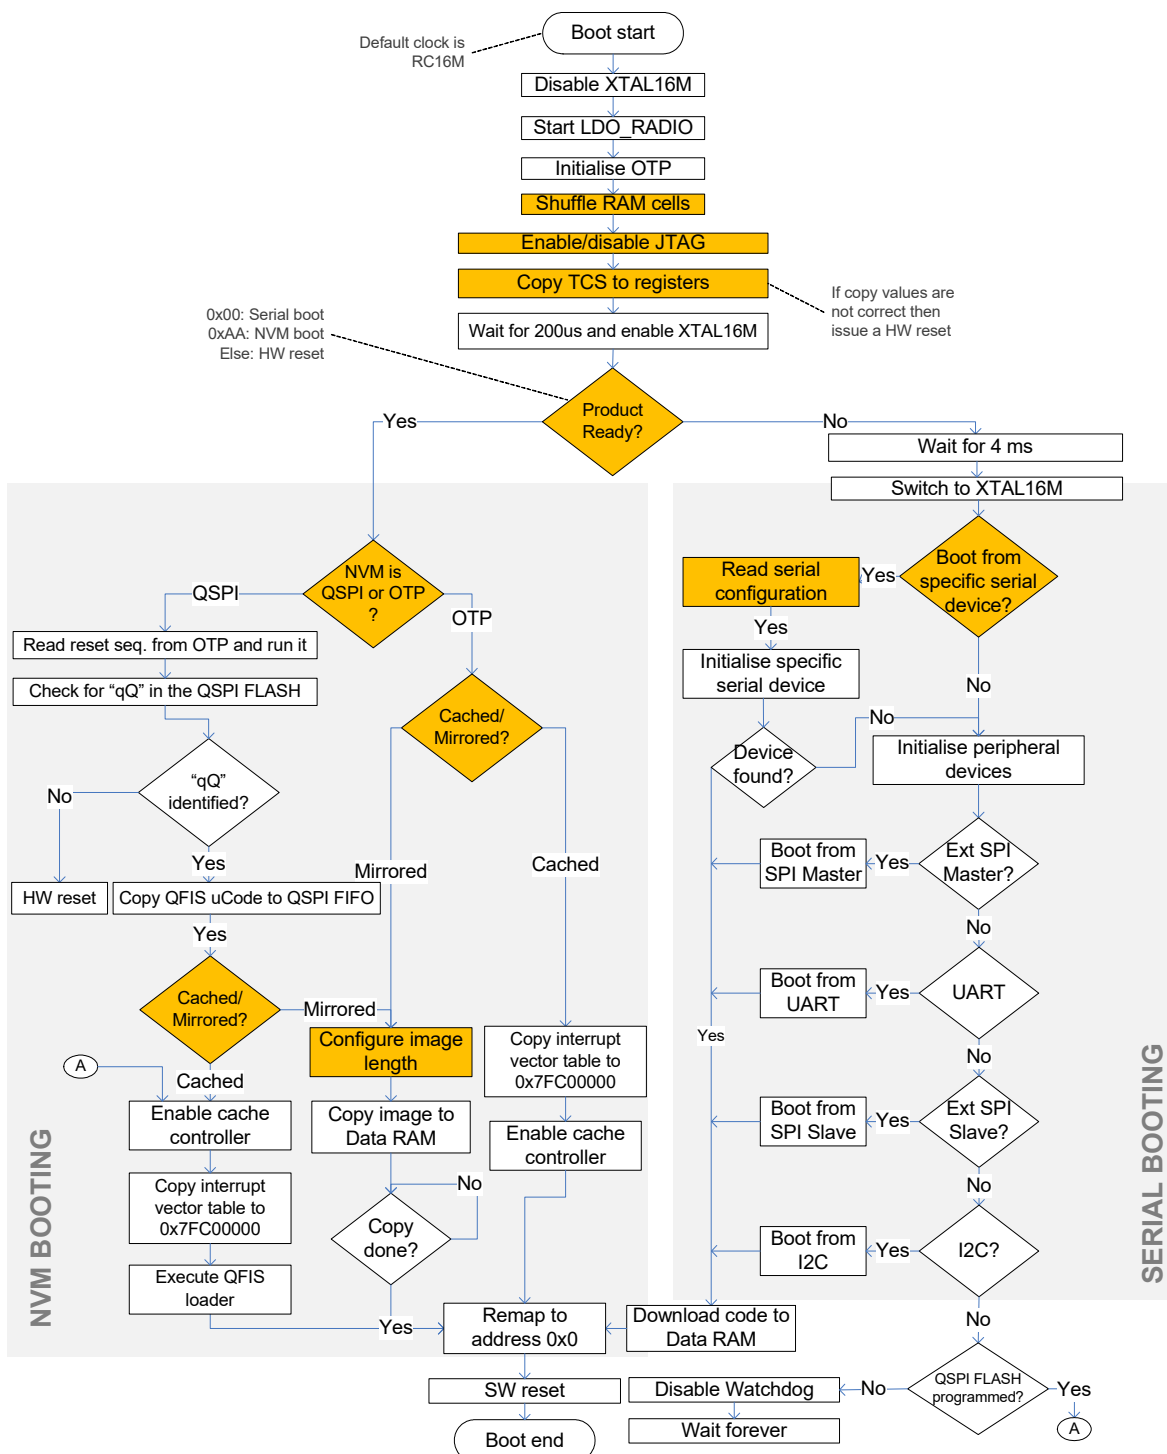 Boot start
Default clock is
RC16M
Disable XTAL16M
Start LDO_RADIO
Initialise OTP
Shuffle RAM cells
Enable/disable JTAG
Copy TCS to registers
If copy values are
not correct then
issue a HW reset
0x00: Serial boot
0xAA: NVM boot
Else: HW reset
Wait for 200us and enable XTAL16M
Product
Ready?
Yes
No
Wait for 4 ms
Switch to XTAL16M
NVM is
QSPI or OTP
?
QSPI
OTP
Read reset seq. from OTP and run it
Check for “qQ” in the QSPI FLASH
“qQ”
identified?
No
HW reset
Yes
Copy QFIS uCode to QSPI FIFO
Yes
Cached/
Mirrored?
Mirrored
Cached
A
Enable cache
controller
Copy interrupt
vector table to
0x7FC00000
Execute QFIS
loader
Cached/
Mirrored?
Mirrored
Cached
Configure image
length
Copy image to
Data RAM
Copy
done?
No
Yes
Copy interrupt
vector table to
0x7FC00000
Enable cache
controller
Remap to
address 0x0
SW reset
Boot end
NVM BOOTING
Boot from
specific serial
device?
Yes
Read serial
configuration
Yes
Initialise specific
serial device
Device
found?
No
No
Yes
Initialise peripheral
devices
Ext SPI
Master?
Yes
Boot from
SPI Master
No
UART
Yes
Boot from
UART
No
Ext SPI
Slave?
Yes
Boot from
SPI Slave
No
I2C?
Yes
Boot from
I2C
No
Download code to
Data RAM
QSPI FLASH
programmed?
Yes
A
No
Disable Watchdog
Wait forever
SERIAL BOOTING